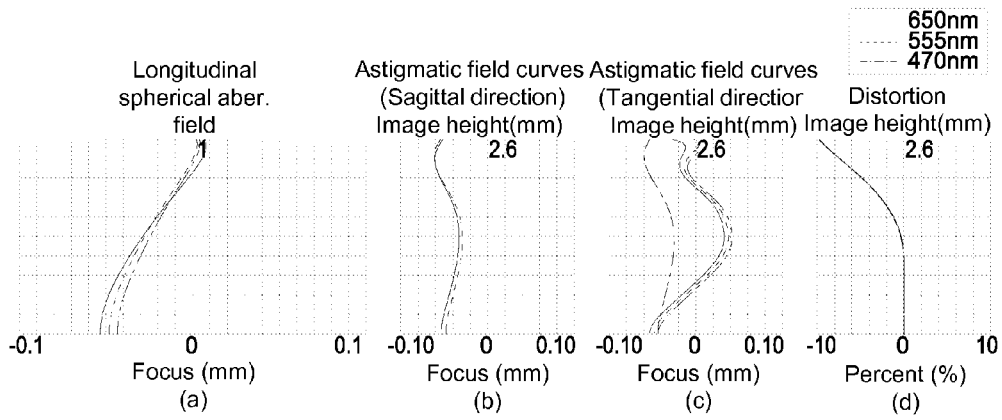 650nm
555nm
470nm
Longitudinal
spherical aber.
field
1
-0.1
0
0.1
Focus (mm)
(a)
Astigmatic field curves
(Sagittal direction)
Image height(mm)
2.6
-0.10
0
0.10
Focus (mm)
(b)
Astigmatic field curves
(Tangential direction
Image height(mm)
2.6
-0.10
0
0.10
Focus (mm)
(c)
Distortion
Image height(mm)
2.6
-10
0
10
Percent (%)
(d)